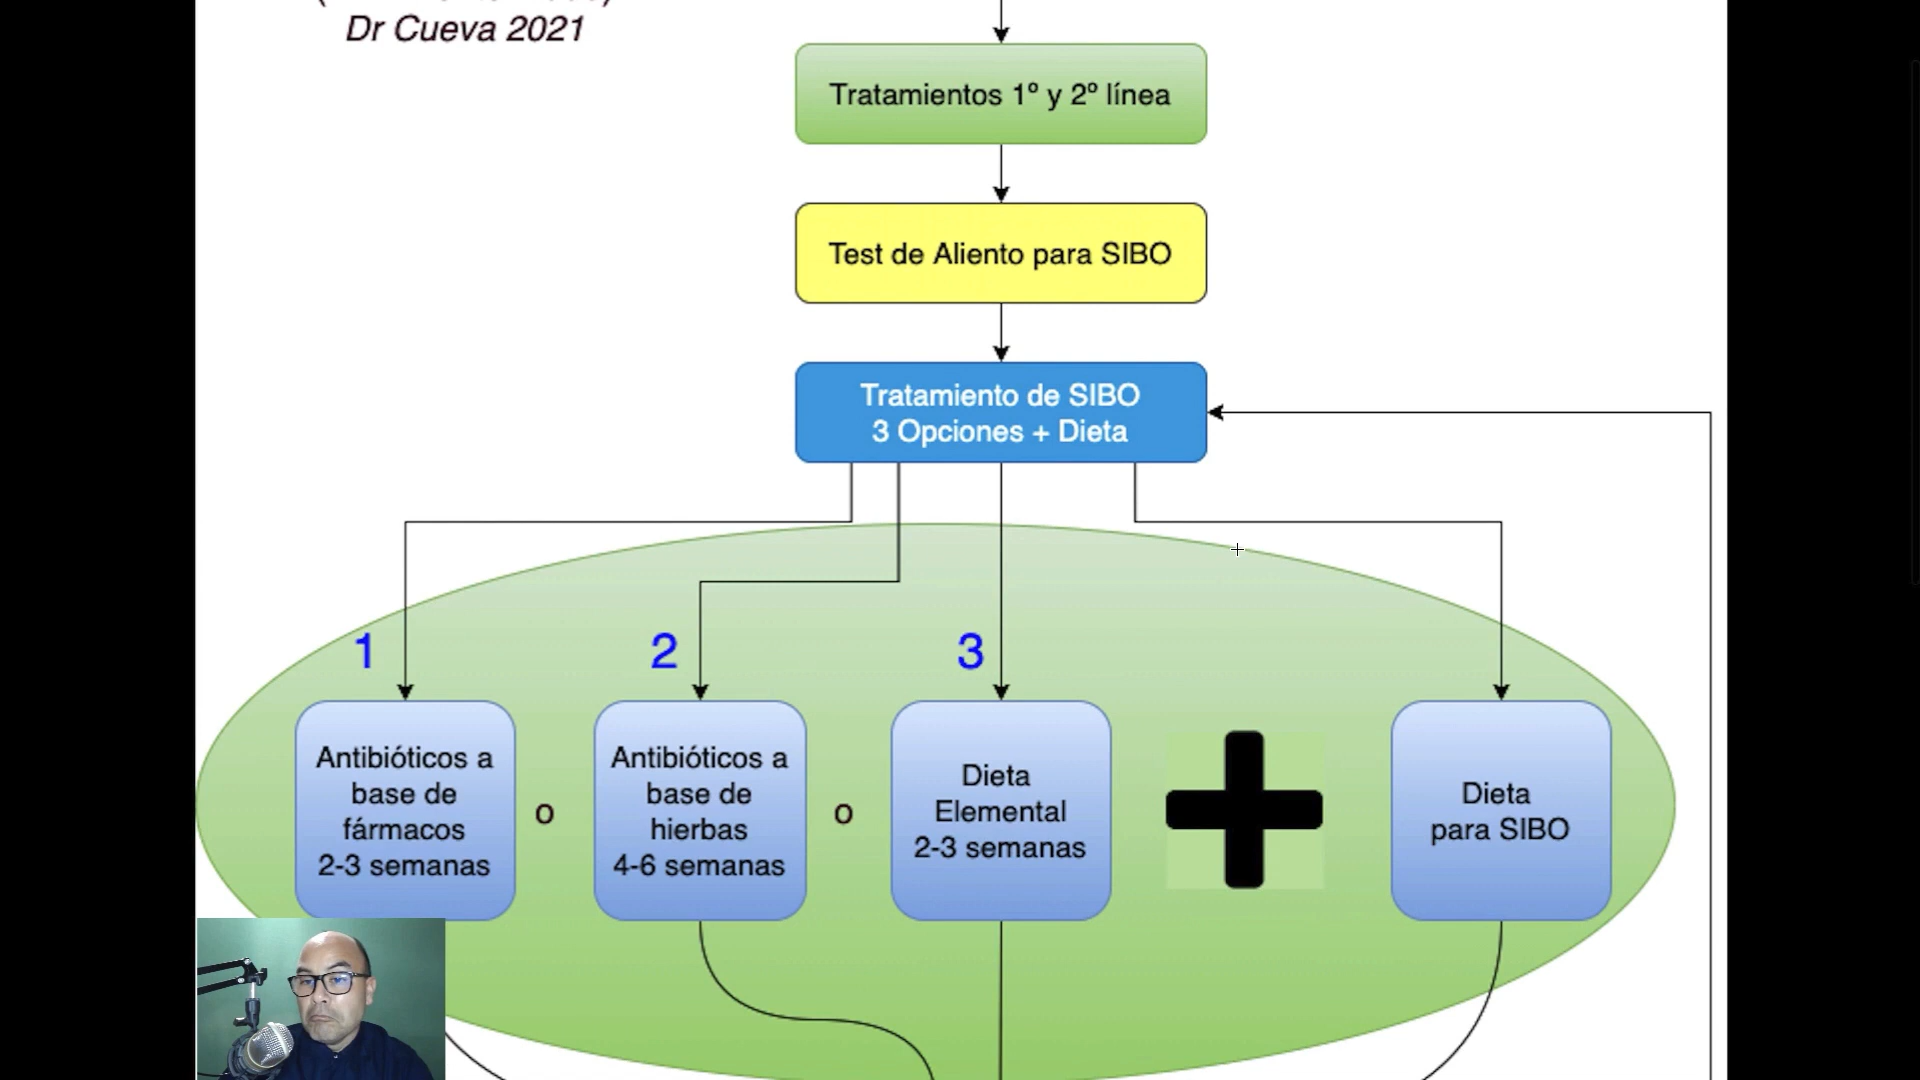 Dr Cueva 2021
Tratamientos 1º y 2º línea
Test de Aliento para SIBO
Tratamiento de SIBO
3 Opciones + Dieta
1
2
3
Antibióticos a
base de
fármacos
2-3 semanas
o
Antibióticos a
base de
hierbas
4-6 semanas
o
Dieta
Elemental
2-3 semanas
Dieta
para SIBO